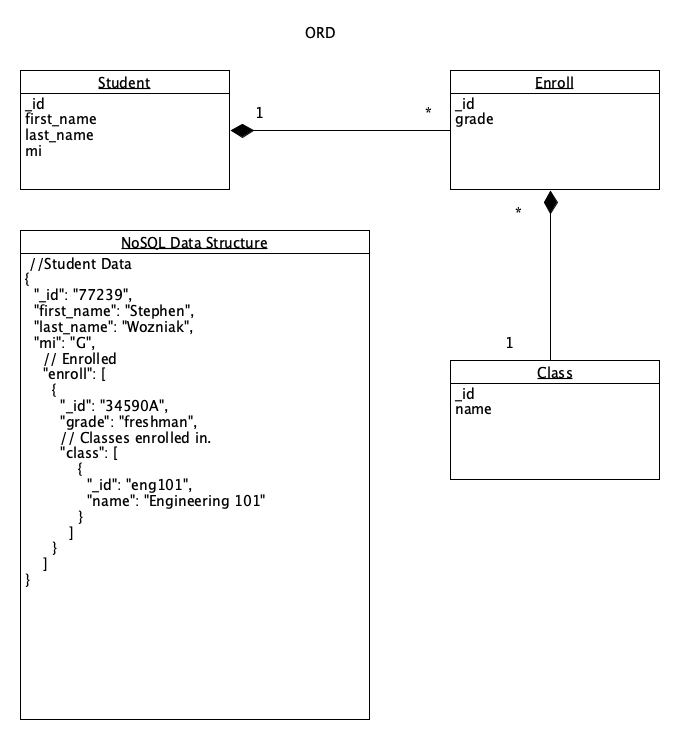 ORD
Student
_id
first_name
last_name
mi
1
*
Enroll
_id
grade
*
1
Class
_id
name
NoSQL Data Structure
//Student Data
{
"_id": "77239",
"first_name": "Stephen",
"last_name": "Wozniak",
"mi": "G",
// Enrolled
"enroll": [
{
"_id": "34590A",
"grade": "freshman",
// Classes enrolled in.
"class": [
{
"_id": "eng101",
"name": "Engineering 101"
}
]
}
]
}